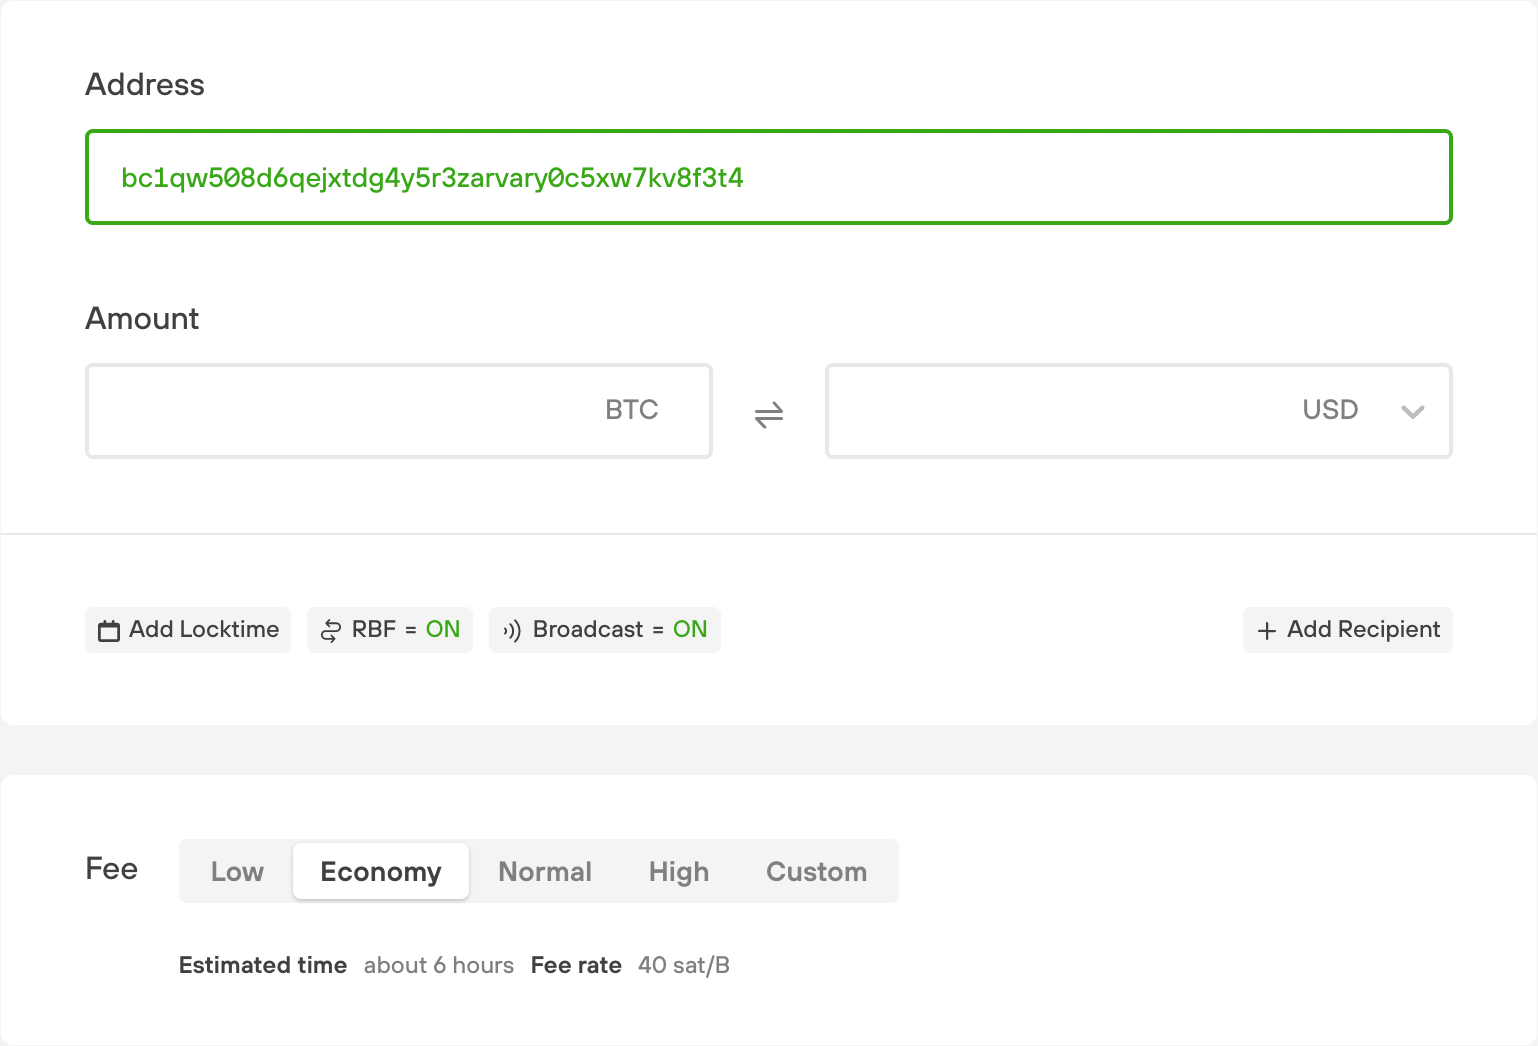 Address
bc1qw508d6qejxtdg4y5r3zarvary0c5xw7kv8f3t4
Amount
BTC
USD
Add Locktime
RBF = ON
Broadcast = ON
Add Recipient
Fee
Low
Economy
Normal
High
Custom
Estimated time about 6 hours Fee rate 40 sat/B